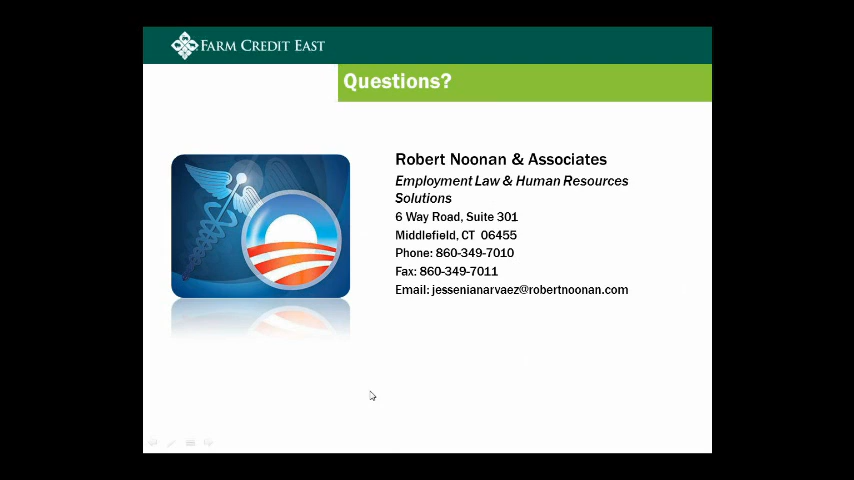 FARM CREDIT EAST
Questions?
Robert Noonan & Associates
Employment Law & Human Resources
Solutions
6 Way Road, Suite 301
Middlefield, CT 06455
Phone: 860-349-7010
Fax: 860-349-7011
Email: jessenianarvaez@robertnoonan.com